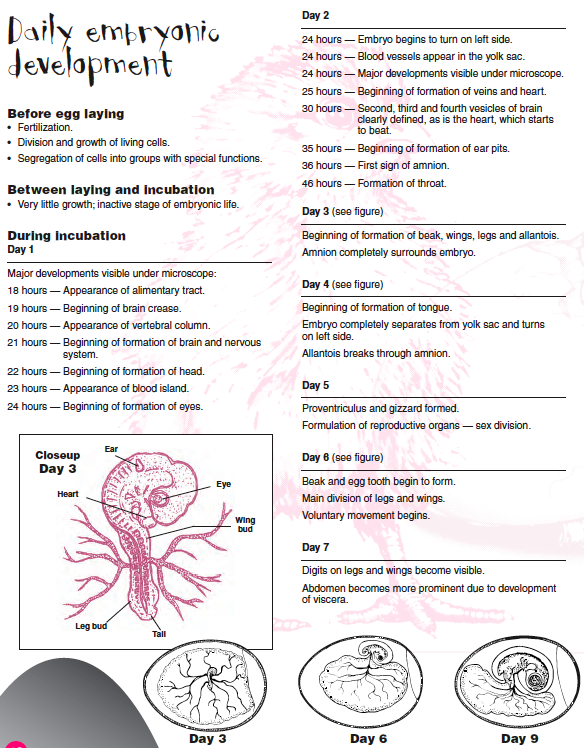 Daily embryonic
development
Before egg laying
• Fertilization.
• Division and growth of living cells.
• Segregation of cells into groups with special functions.
Between laying and incubation
• Very little growth; inactive stage of embryonic life.
During incubation
Day 1
Major developments visible under microscope:
18 hours — Appearance of alimentary tract.
19 hours — Beginning of brain crease.
20 hours — Appearance of vertebral column.
21 hours — Beginning of formation of brain and nervous
system.
22 hours — Beginning of formation of head.
23 hours — Appearance of blood island.
24 hours — Beginning of formation of eyes.
Closeup
Day 3
Ear
Eye
Heart
Wing
bud
Leg bud
Tail
Day 2
24 hours — Embryo begins to turn on left side.
24 hours — Blood vessels appear in the yolk sac.
24 hours — Major developments visible under microscope.
25 hours — Beginning of formation of veins and heart.
30 hours — Second, third and fourth vesicles of brain
clearly defined, as is the heart, which starts
to beat.
35 hours — Beginning of formation of ear pits.
36 hours — First sign of amnion.
46 hours — Formation of throat.
Day 3 (see figure)
Beginning of formation of beak, wings, legs and allantois.
Amnion completely surrounds embryo.
Day 4 (see figure)
Beginning of formation of tongue.
Embryo completely separates from yolk sac and turns
on left side.
Allantois breaks through amnion.
Day 5
Proventriculus and gizzard formed.
Formulation of reproductive organs — sex division.
Day 6 (see figure)
Beak and egg tooth begin to form.
Main division of legs and wings.
Voluntary movement begins.
Day 7
Digits on legs and wings become visible.
Abdomen becomes more prominent due to development
of viscera.
Day 3
Day 6
Day 9